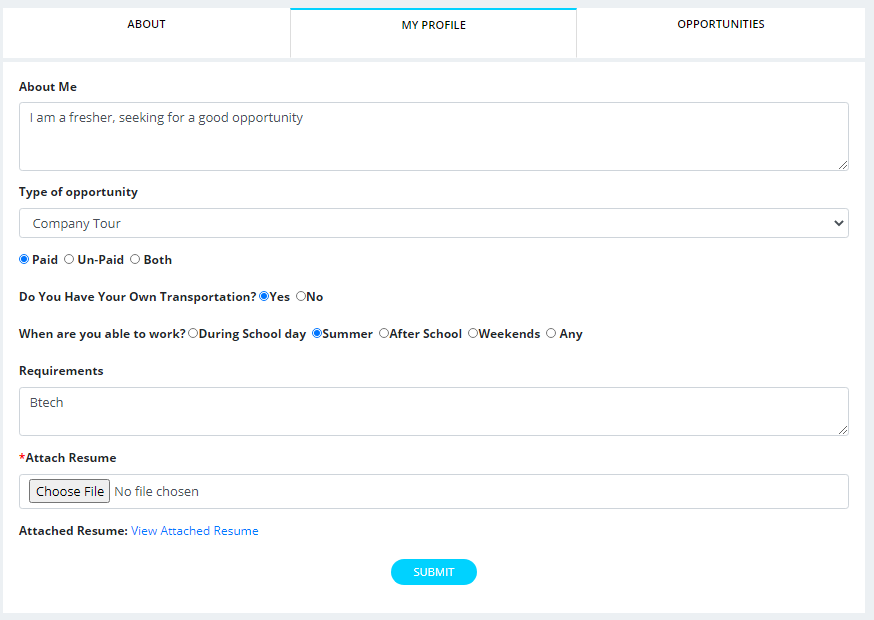 ABOUT MY PROFILE OPPORTUNITIES
About Me
I am a fresher, seeking for a good opportunity
Type of opportunity
Company Tour
Paid Un-Paid Both
Do You Have Your Own Transportation? Yes No
When are you able to work? During School day Summer After School Weekends Any
Requirements
Btech
*Attach Resume
Choose File No file chosen
Attached Resume: View Attached Resume
SUBMIT